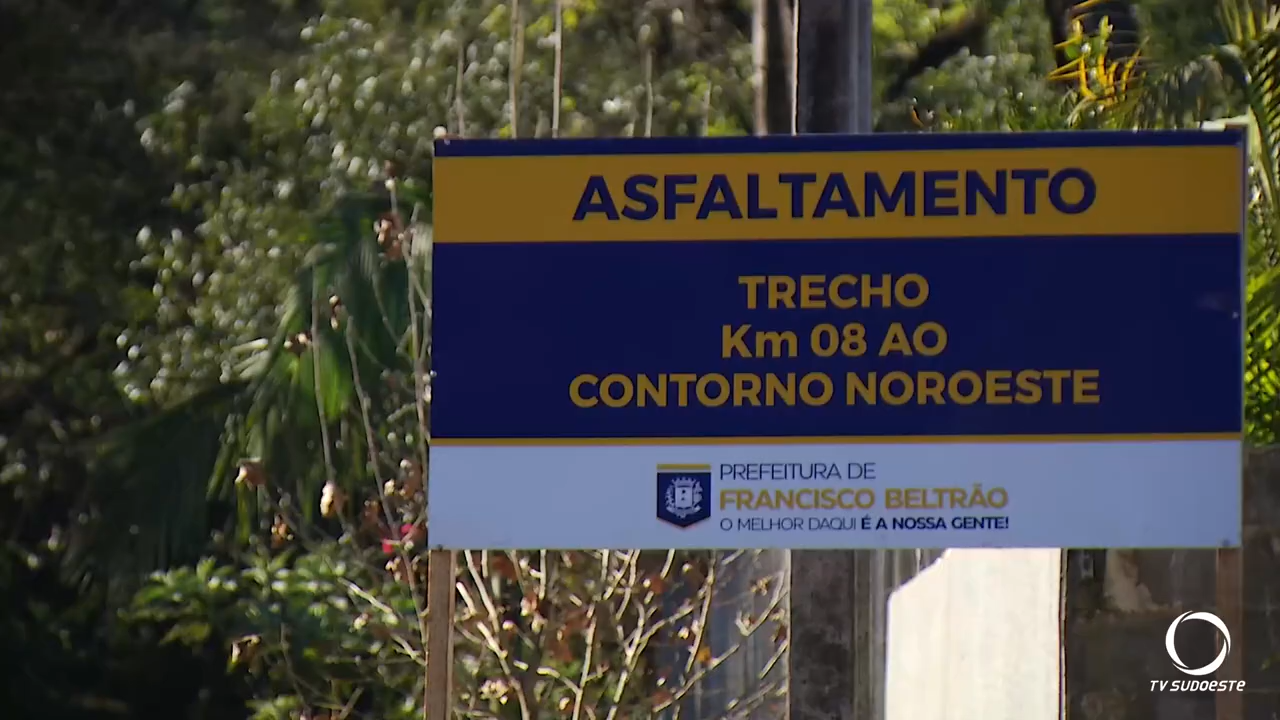 ASFALTAMENTO
TRECHO
Km 08 AO
CONTORNO NOROESTE
PREFEITURA DE
FRANCISCO BELTRÃO
O MELHOR DAQUI É A NOSSA GENTE!
TV SUDOESTE